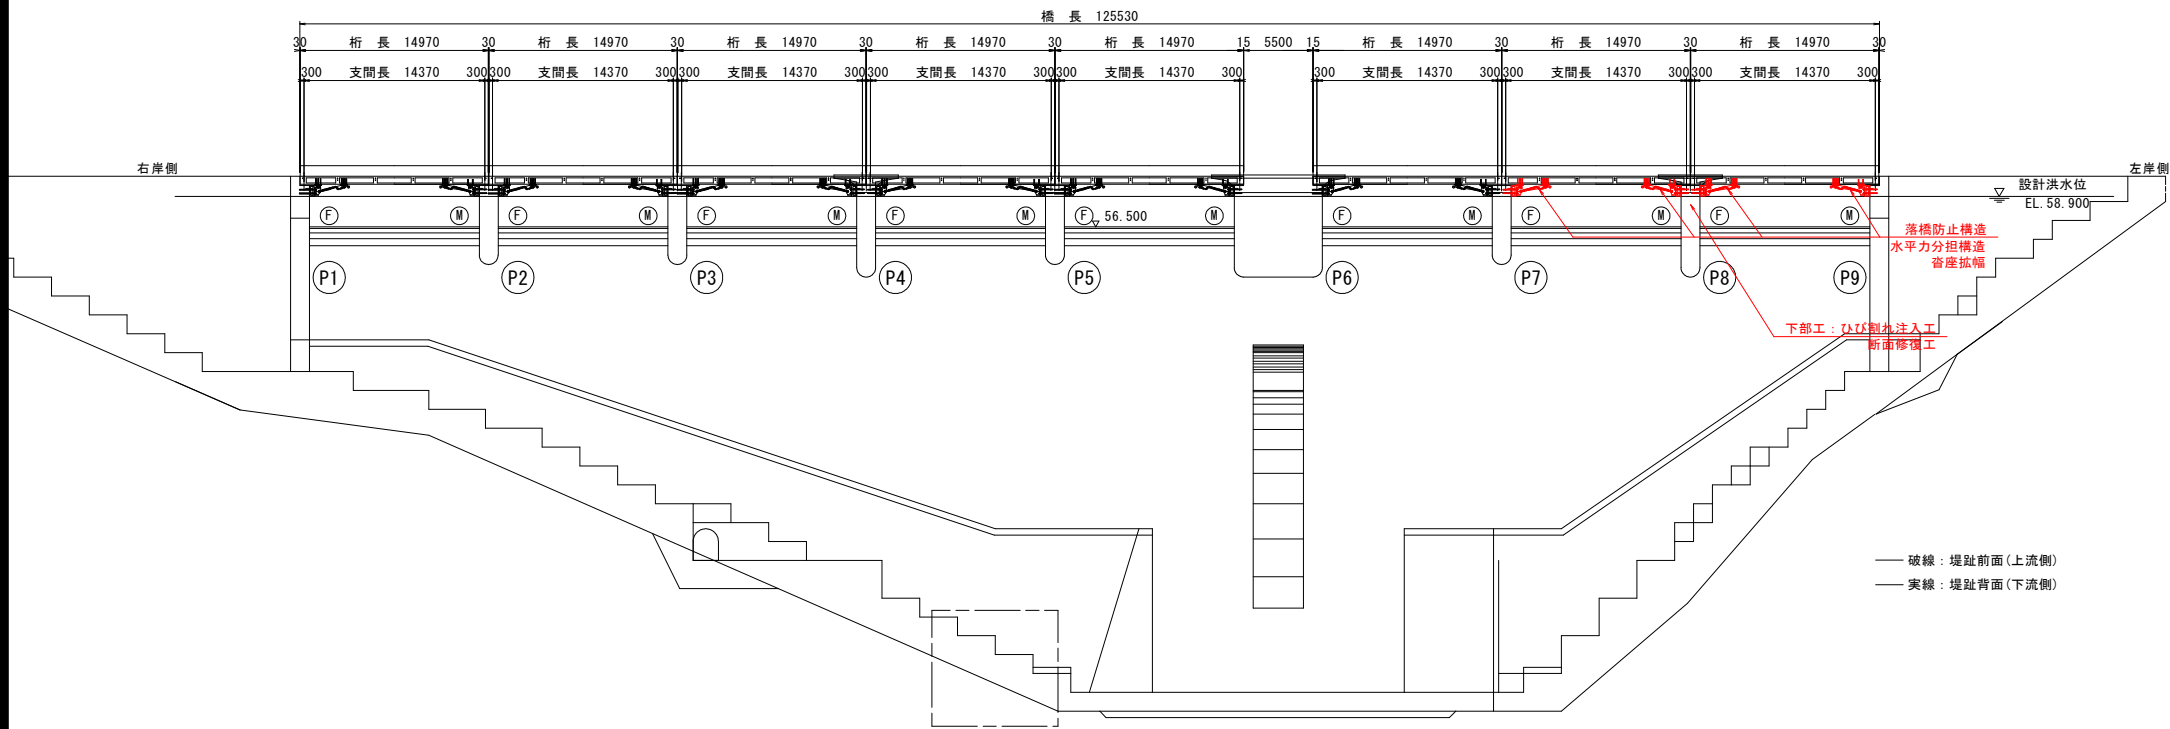 橋 長 125530
30 桁 長 14970 30 桁 長 14970 30 桁 長 14970 30 桁 長 14970 30 桁 長 14970 15 5500 15 桁 長 14970 30 桁 長 14970 30 桁 長 14970 30
300 支間長 14370 300 300 支間長 14370 300 300 支間長 14370 300 300 支間長 14370 300 300 支間長 14370 300 300 支間長 14370 300 300 支間長 14370 300 300 支間長 14370 300
右岸側 左岸側
設計洪水位
EL.58.900
F M F M F M F M F 56.500 M F M F M F M
落橋防止構造
水平力分担構造
沓座拡幅
P1 P2 P3 P4 P5 P6 P7 P8 P9
下部工：ひび割れ注入工
断面修復工
破線：堤趾前面(上流側)
実線：堤趾背面(下流側)